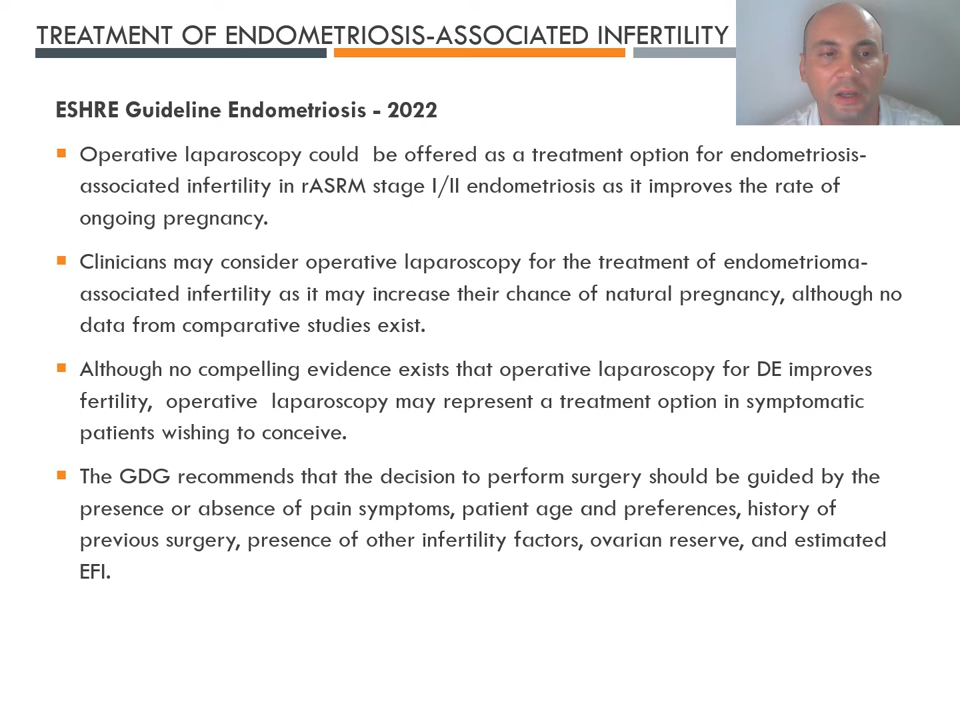 TREATMENT OF ENDOMETRIOSIS-ASSOCIATED INFERTILITY
ESHRE Guideline Endometriosis - 2022
Operative laparoscopy could be offered as a treatment option for endometriosis-
associated infertility in rASRM stage I/II endometriosis as it improves the rate of
ongoing pregnancy.
Clinicians may consider operative laparoscopy for the treatment of endometrioma-
associated infertility as it may increase their chance of natural pregnancy, although no
data from comparative studies exist.
Although no compelling evidence exists that operative laparoscopy for DE improves
fertility, operative laparoscopy may represent a treatment option in symptomatic
patients wishing to conceive.
The GDG recommends that the decision to perform surgery should be guided by the
presence or absence of pain symptoms, patient age and preferences, history of
previous surgery, presence of other infertility factors, ovarian reserve, and estimated
EFI.